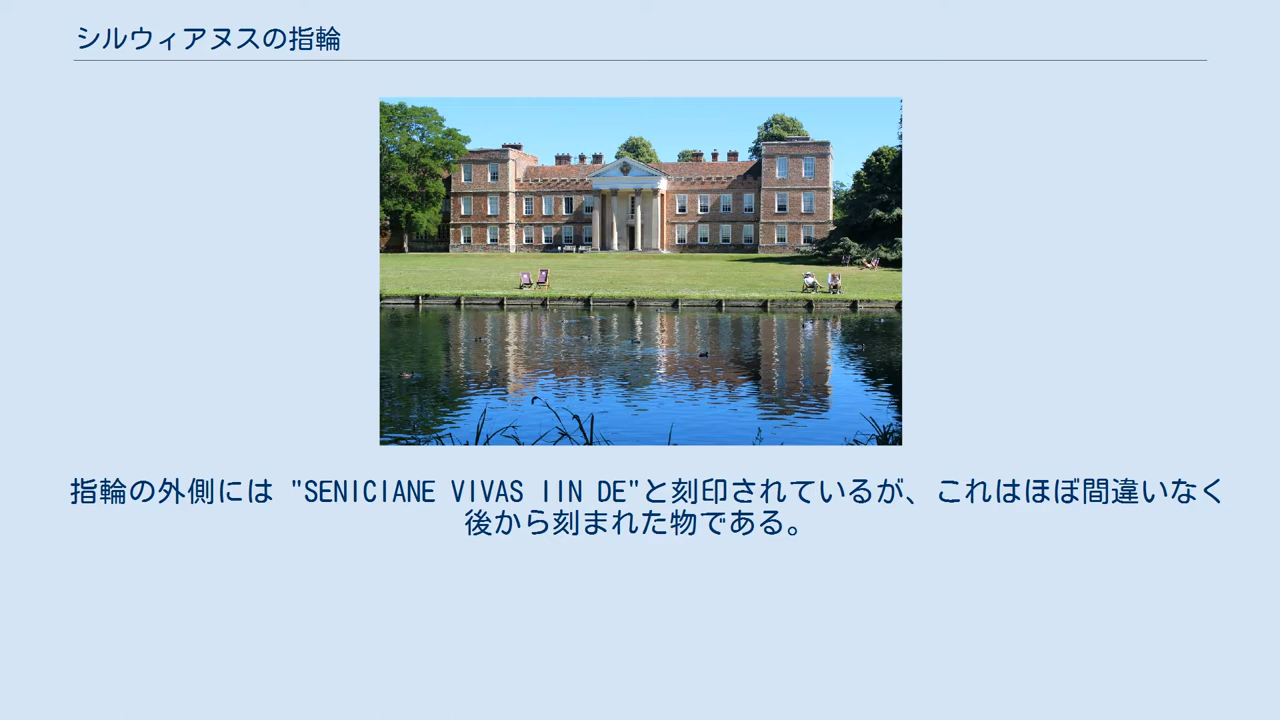 シルウィアヌスの指輪
指輪の外側には "SENICIANE VIVAS IIN DE"と刻印されているが、これはほぼ間違いなく
後から刻まれた物である。